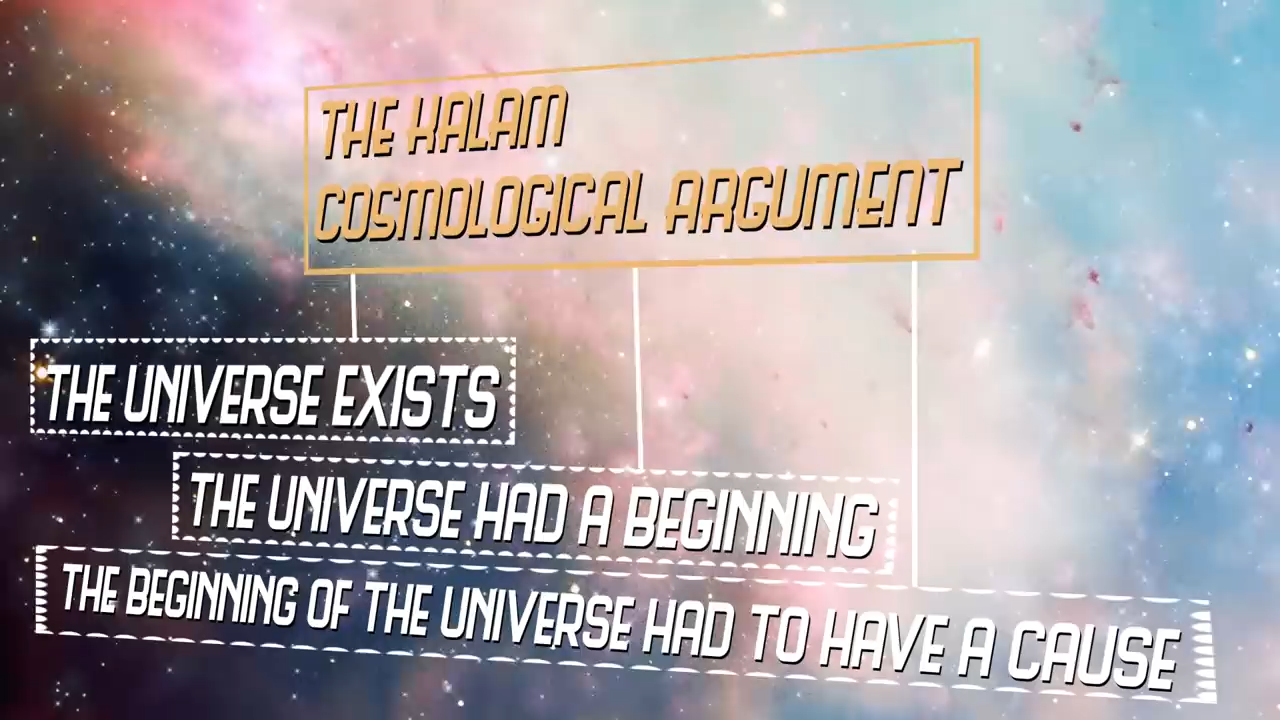 THE KALAM
COSMOLOGICAL ARGUMENT
THE UNIVERSE EXISTS
THE UNIVERSE HAD A BEGINNING
THE BEGINNING OF THE UNIVERSE HAD TO HAVE A CAUSE